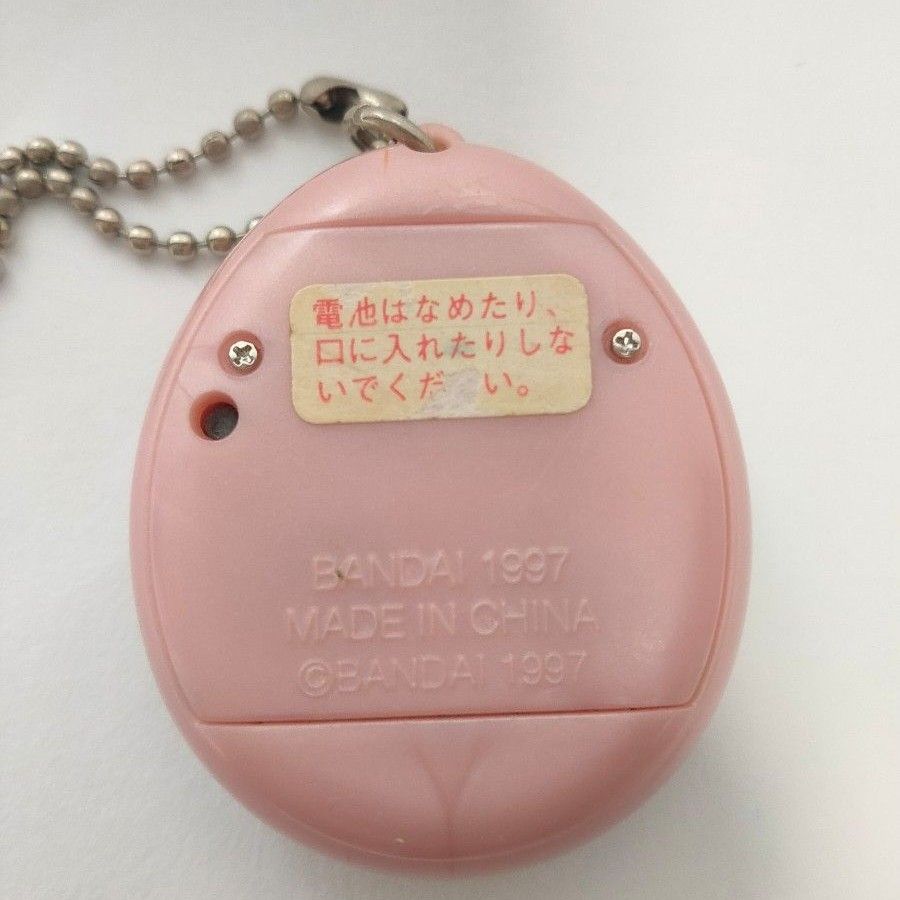 電池はなめたり、
口に入れたりしな
いでくだ い。
BANDAI 1997
MADE IN CHINA
©BANDAI 1997